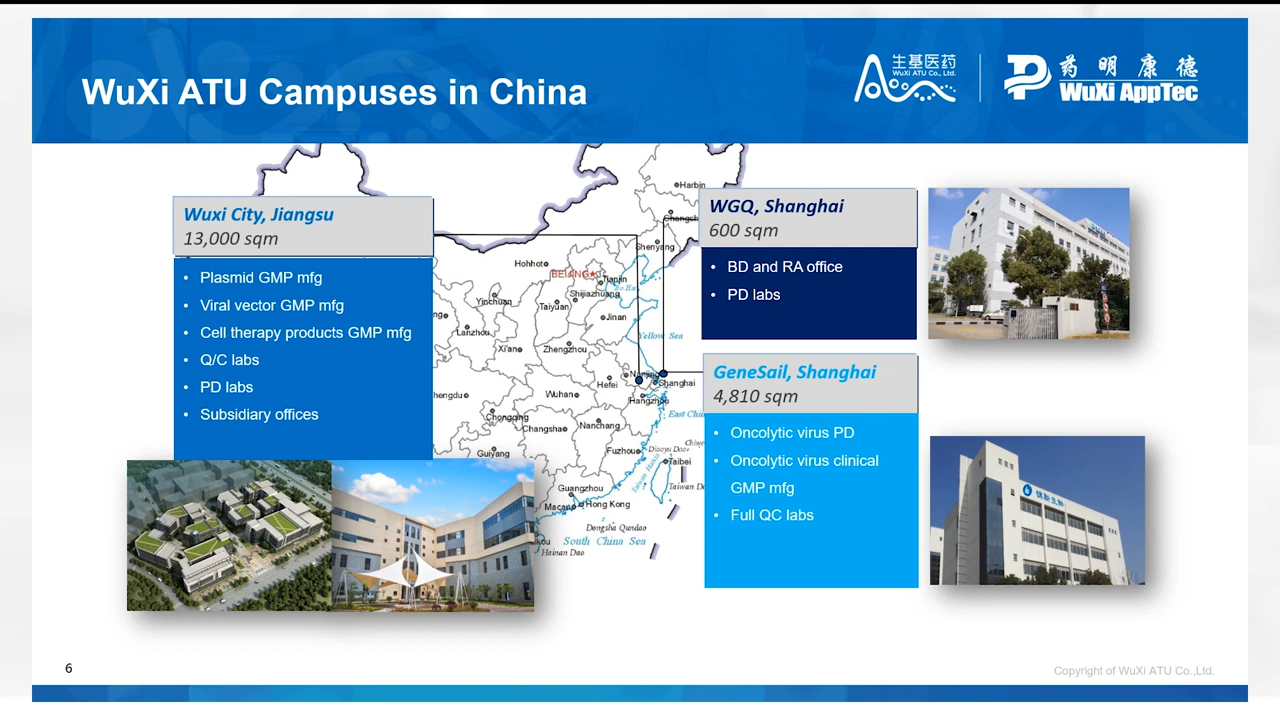 WuXi ATU Campuses in China
生基医药
WuXi ATU Co., Ltd.
药明康德
WuXi AppTec
Wuxi City, Jiangsu
13,000 sqm
• Plasmid GMP mfg
• Viral vector GMP mfg
• Cell therapy products GMP mfg
• Q/C labs
• PD labs
• Subsidiary offices
WGQ, Shanghai
600 sqm
• BD and RA office
• PD labs
GeneSail, Shanghai
4,810 sqm
• Oncolytic virus PD
• Oncolytic virus clinical
GMP mfg
• Full QC labs
Harbin
Shenyang
Hohhot
BEIJING
Tianjin
Bo Hai
Shijiazhuang
Yinchuan
Taiyuan
Jinan
Lanzhou
Yellow Sea
Xi'an
Zhengzhou
Nanjing
Hefei
Shanghai
Wuhan
Hangzhou
East Chi
hengdu
Chongqing
Changsha
Nanchang
Guiyang
Fuzhou
Diaoyu Dao
Taibei
Taiwan D
Guangzhou
Macao
Hong Kong
Dongsha Qundao
South China Sea
Hainan Dao
6
Copyright of WuXi ATU Co.,Ltd.